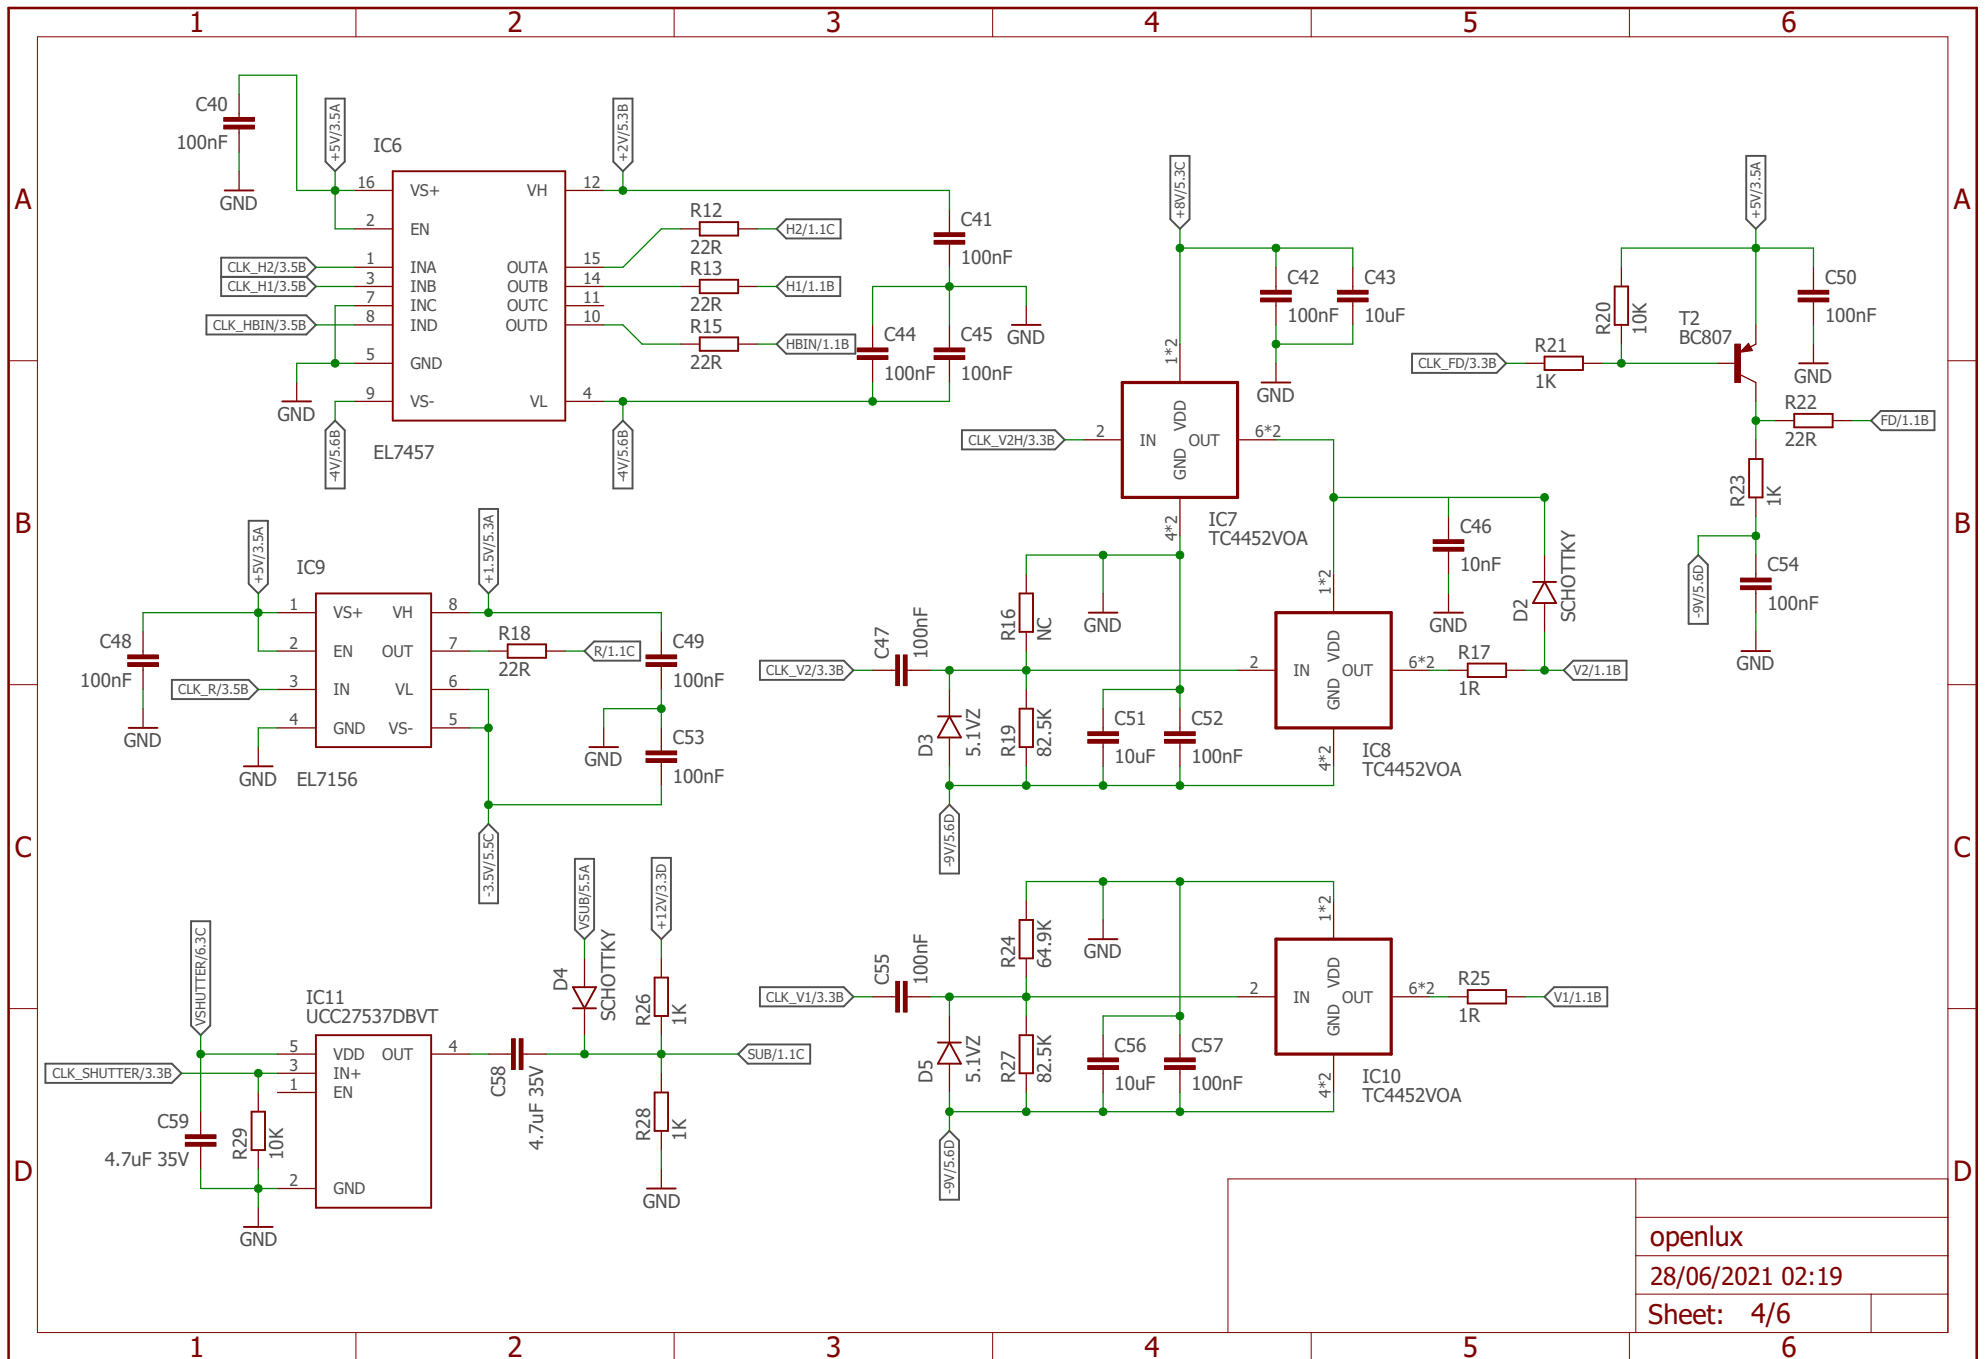 1 2 3 4 5 6
A
A
B
B
C
C
D
D
C40
100nF
GND
+5V/3.5A
IC6
+2V/5.3B
16 VS+ VH 12
2 EN
1 INA OUTA 15
3 INB OUTB 14
7 INC OUTC 11
8 IND OUTD 10
5 GND
9 VS- VL 4
CLK_H2/3.5B
CLK_H1/3.5B
CLK_HBIN/3.5B
GND
-4V/5.6B
EL7457
-4V/5.6B
R12
22R
H2/1.1C
R13
22R
H1/1.1B
R15
22R
HBIN/1.1B
C41
100nF
GND
C44
100nF
C45
100nF
+8V/5.3C
C42
100nF
C43
10uF
GND
1*2
CLK_V2H/3.3B
2 IN VDD GND OUT 6*2
4*2
IC7
TC4452VOA
+5V/3.5A
R20
10K
T2
BC807
C50
100nF
GND
CLK_FD/3.3B
R21
1K
R22
22R
FD/1.1B
R23
1K
-9V/5.6D
C54
100nF
GND
+5V/3.5A
IC9
+1.5V/5.3A
1 VS+ VH 8
2 EN OUT 7
3 IN VL 6
4 GND VS- 5
C48
100nF
GND
CLK_R/3.5B
GND
EL7156
R18
22R
R/1.1C
C49
100nF
GND
C53
100nF
-3.5V/5.5C
CLK_V2/3.3B
C47
100nF
R16
NC
GND
D3
5.1VZ
R19
82.5K
C51
10uF
C52
100nF
-9V/5.6D
1*2
2 IN VDD GND OUT 6*2
4*2
IC8
TC4452VOA
C46
10nF
GND
D2
SCHOTTKY
R17
1R
V2/1.1B
VSHUTTER/6.3C
IC11
UCC27537DBVT
5 VDD OUT 4
3 IN+
1 EN
2 GND
CLK_SHUTTER/3.3B
C59
4.7uF 35V
R29
10K
GND
C58
4.7uF 35V
VSUB/5.5A
D4
SCHOTTKY
+12V/3.3D
R26
1K
SUB/1.1C
R28
1K
GND
CLK_V1/3.3B
C55
100nF
R24
64.9K
GND
D5
5.1VZ
R27
82.5K
C56
10uF
C57
100nF
-9V/5.6D
1*2
2 IN VDD GND OUT 6*2
4*2
IC10
TC4452VOA
R25
1R
V1/1.1B
openlux
28/06/2021 02:19
Sheet: 4/6
1 2 3 4 5 6